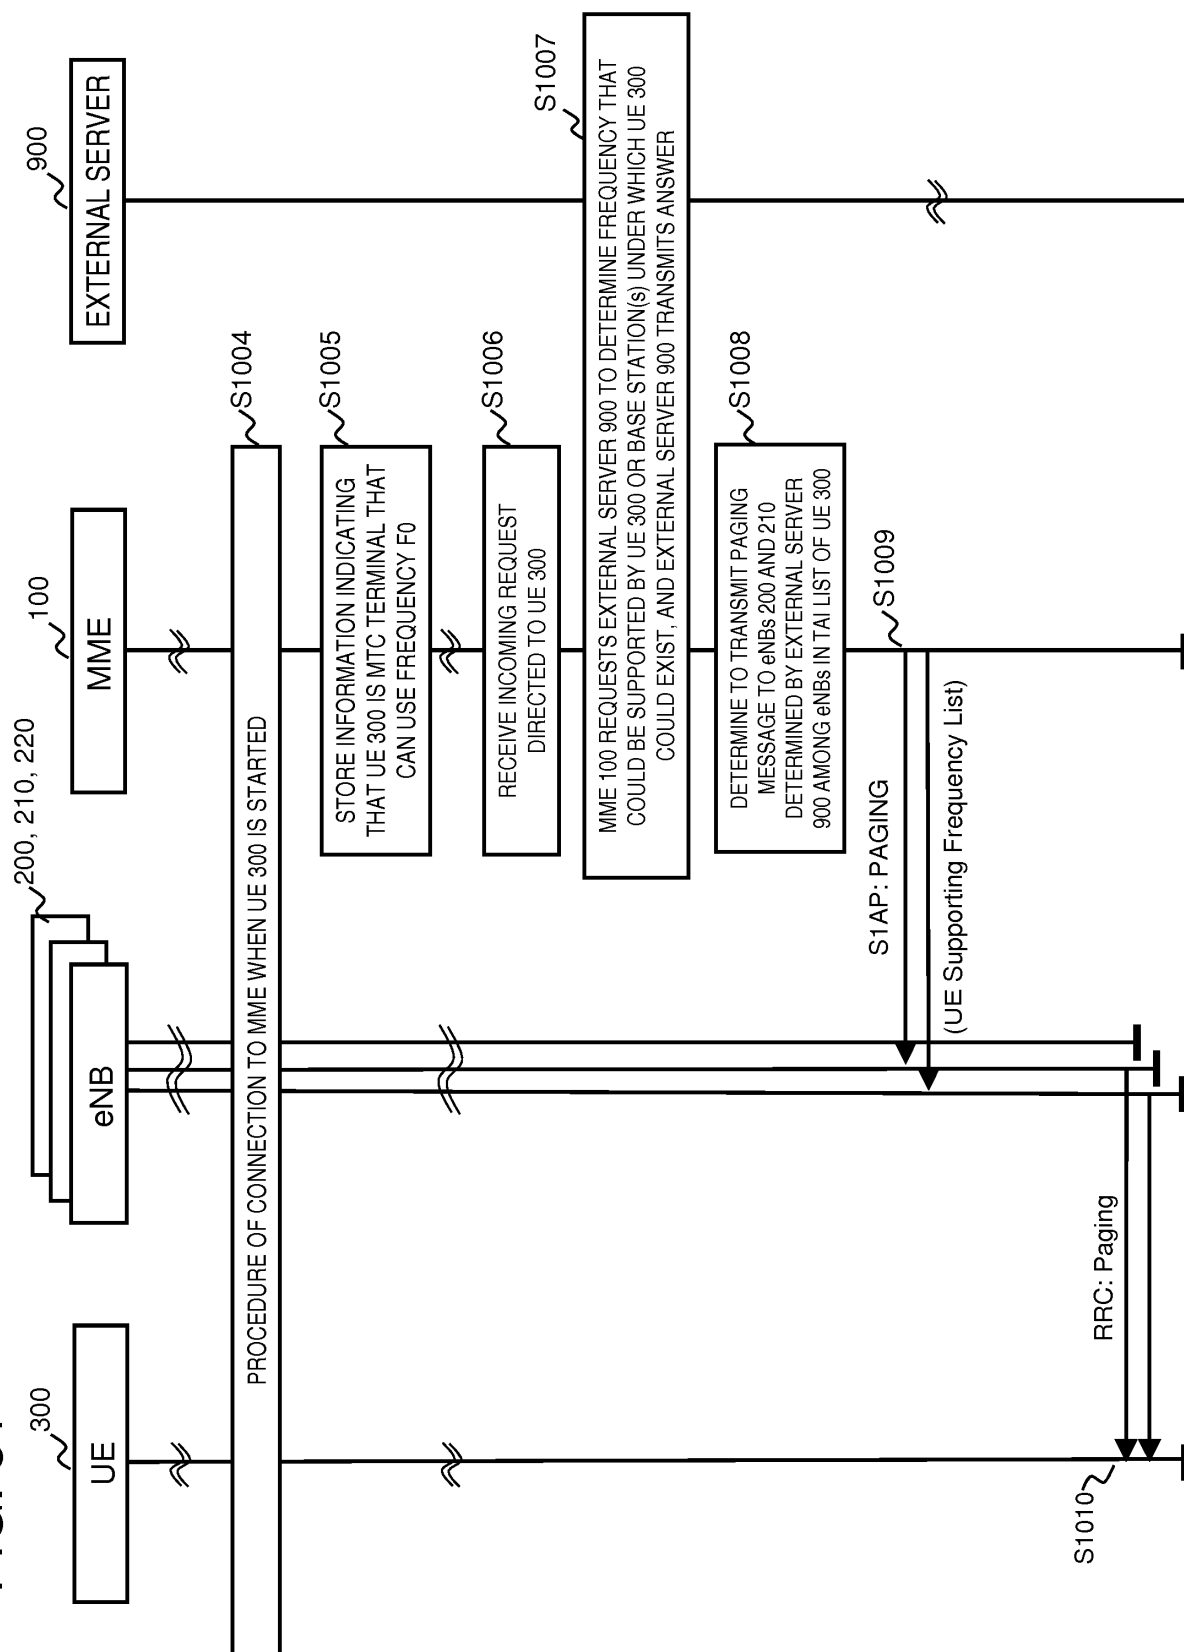 300
UE
200, 210, 220
eNB
100
MME
900
EXTERNAL SERVER
S1004
PROCEDURE OF CONNECTION TO MME WHEN UE 300 IS STARTED
S1005
STORE INFORMATION INDICATING
THAT UE 300 IS MTC TERMINAL THAT
CAN USE FREQUENCY F0
S1006
RECEIVE INCOMING REQUEST
DIRECTED TO UE 300
S1007
MME 100 REQUESTS EXTERNAL SERVER 900 TO DETERMINE FREQUENCY THAT
COULD BE SUPPORTED BY UE 300 OR BASE STATION(s) UNDER WHICH UE 300
COULD EXIST, AND EXTERNAL SERVER 900 TRANSMITS ANSWER
S1008
DETERMINE TO TRANSMIT PAGING
MESSAGE TO eNBs 200 AND 210
DETERMINED BY EXTERNAL SERVER
900 AMONG eNBs IN TAI LIST OF UE 300
S1009
S1AP: PAGING
(UE Supporting Frequency List)
RRC: Paging
S1010